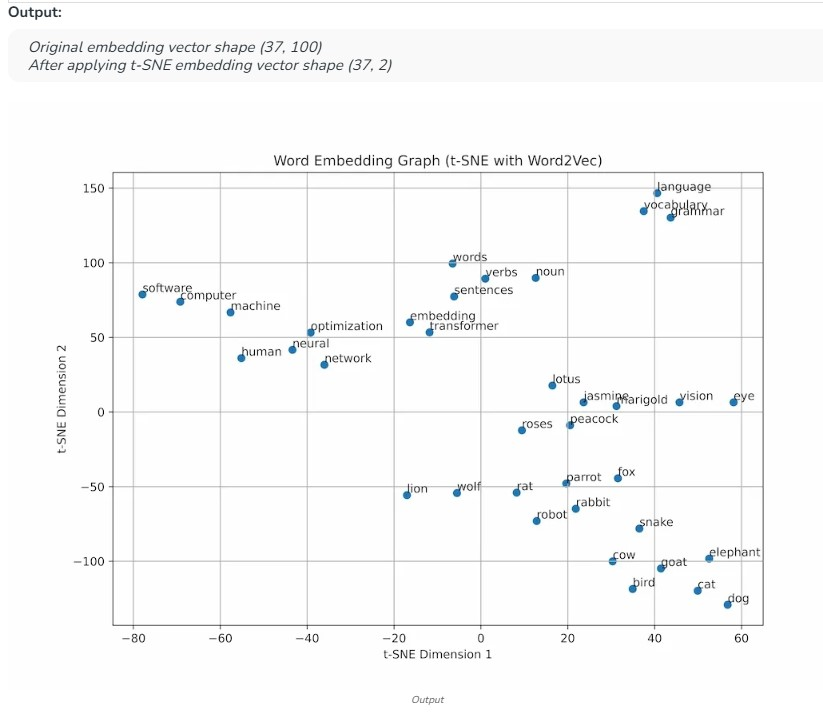 Output:
Original embedding vector shape (37, 100)
After applying t-SNE embedding vector shape (37, 2)
Word Embedding Graph (t-SNE with Word2Vec)
150
language
vocabulary
grammar
100
words
verbs
noun
software
sentences
computer
machine
embedding
optimization
transformer
50
neural
human
network
lotus
jasmine
marigold
vision
eye
0
peacock
roses
t-SNE Dimension 2
fox
parrot
−50
lion
wolf
rat
rabbit
robot
snake
elephant
cow
goat
−100
bird
cat
dog
−80
−60
−40
−20
0
20
40
60
t-SNE Dimension 1
Output